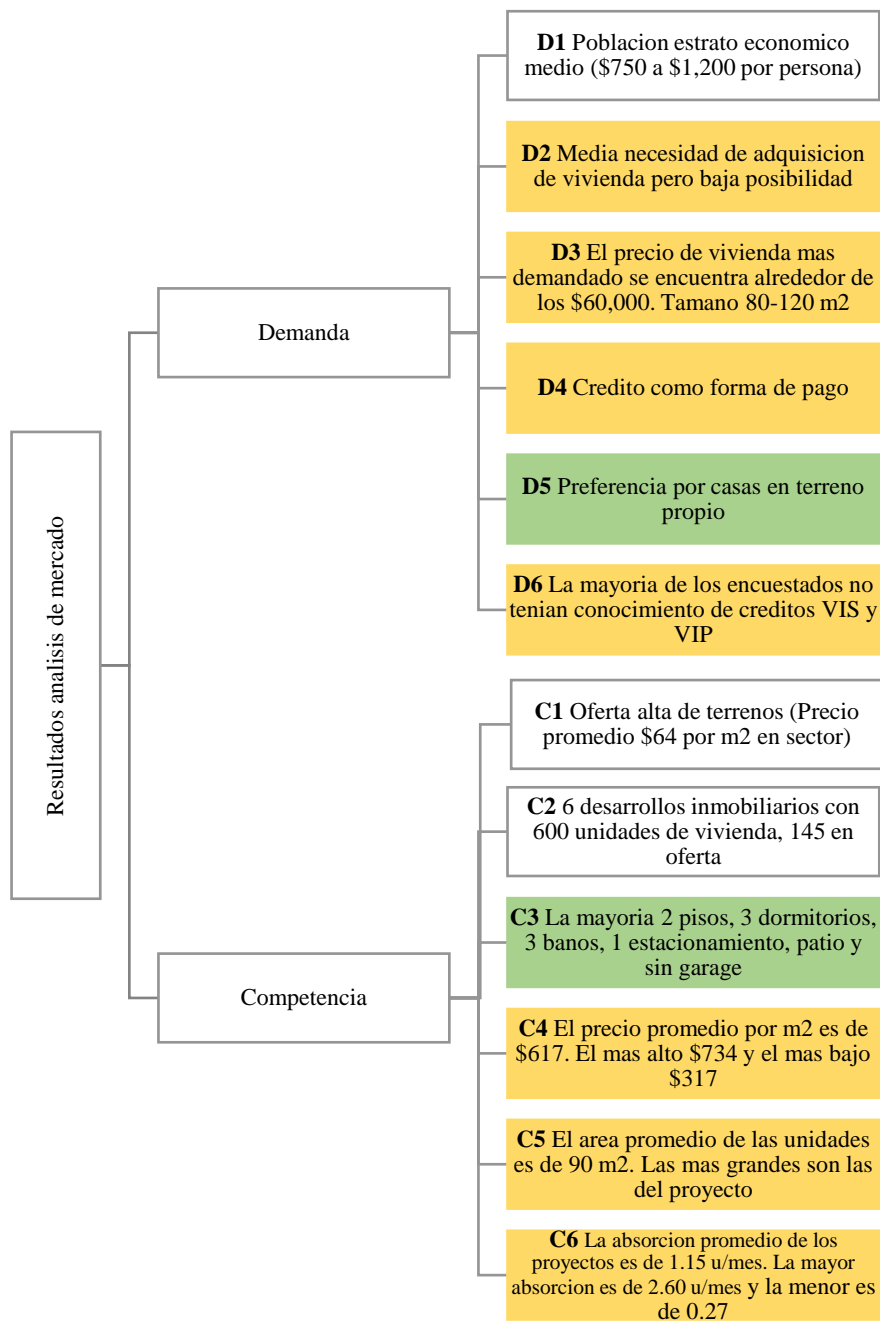 Resultados analisis de mercado
Demanda
D1 Poblacion estrato economico
medio ($750 a $1,200 por persona)
D2 Media necesidad de adquisicion
de vivienda pero baja posibilidad
D3 El precio de vivienda mas
demandado se encuentra alrededor de
los $60,000. Tamano 80-120 m2
D4 Credito como forma de pago
D5 Preferencia por casas en terreno
propio
D6 La mayoria de los encuestados no
tenian conocimiento de creditos VIS y
VIP
Competencia
C1 Oferta alta de terrenos (Precio
promedio $64 por m2 en sector)
C2 6 desarrollos inmobiliarios con
600 unidades de vivienda, 145 en
oferta
C3 La mayoria 2 pisos, 3 dormitorios,
3 banos, 1 estacionamiento, patio y
sin garage
C4 El precio promedio por m2 es de
$617. El mas alto $734 y el mas bajo
$317
C5 El area promedio de las unidades
es de 90 m2. Las mas grandes son las
del proyecto
C6 La absorcion promedio de los
proyectos es de 1.15 u/mes. La mayor
absorcion es de 2.60 u/mes y la menor es
de 0.27